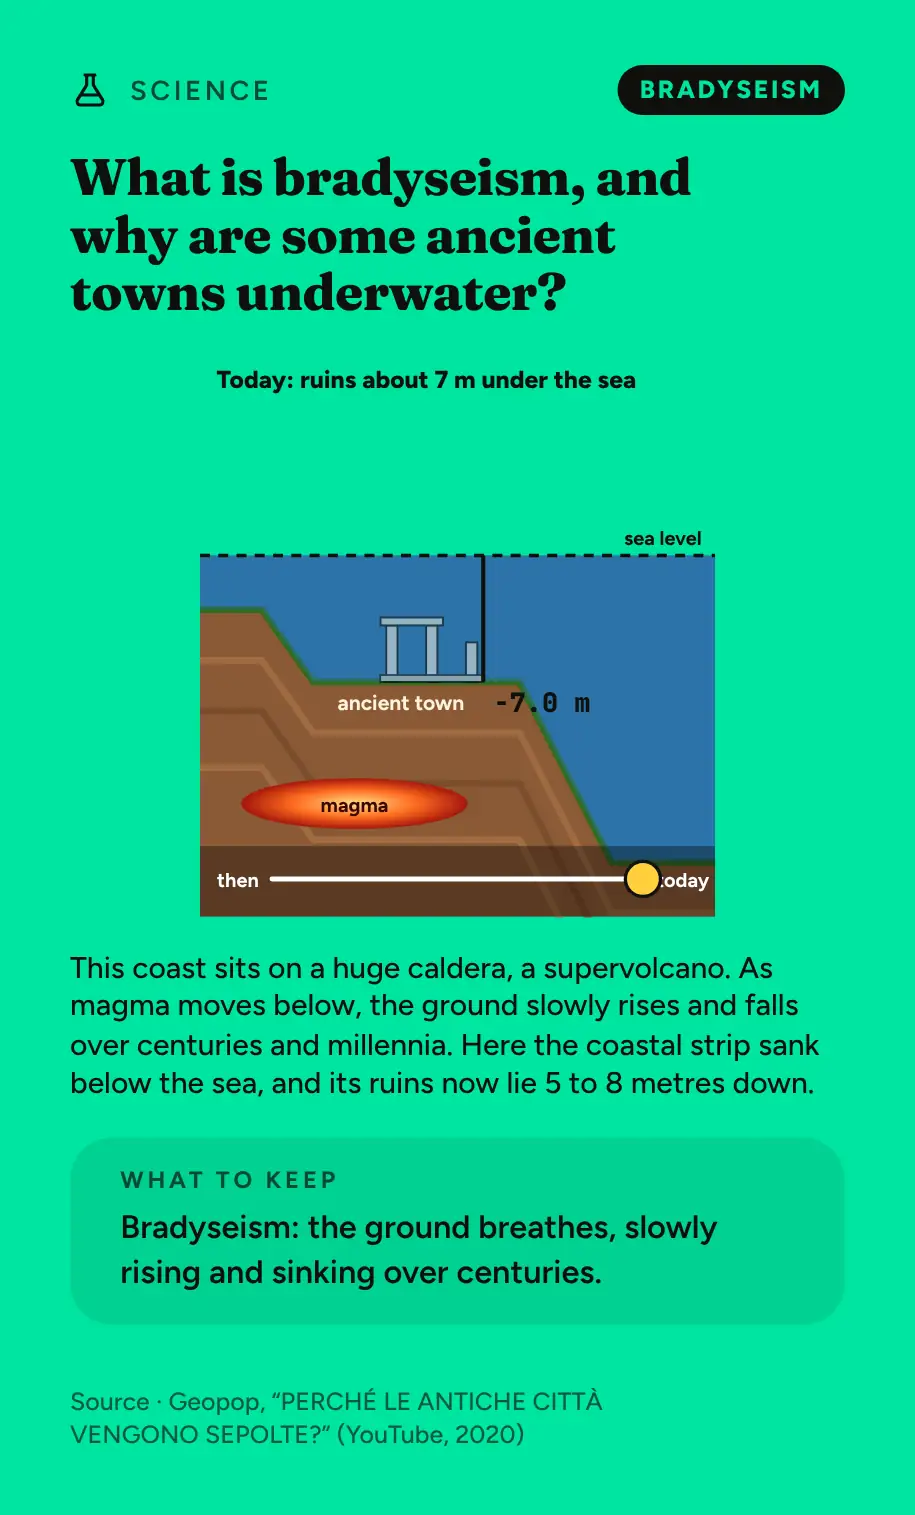 SCIENCE
BRADYSEISM
What is bradyseism, and
why are some ancient
towns underwater?
Today: ruins about 7 m under the sea
sea level
ancient town
-7.0 m
magma
then
today
This coast sits on a huge caldera, a supervolcano. As
magma moves below, the ground slowly rises and falls
over centuries and millennia. Here the coastal strip sank
below the sea, and its ruins now lie 5 to 8 metres down.
WHAT TO KEEP
Bradyseism: the ground breathes, slowly
rising and sinking over centuries.
Source · Geopop, “PERCHÉ LE ANTICHE CITTÀ
VENGONO SEPOLTE?” (YouTube, 2020)